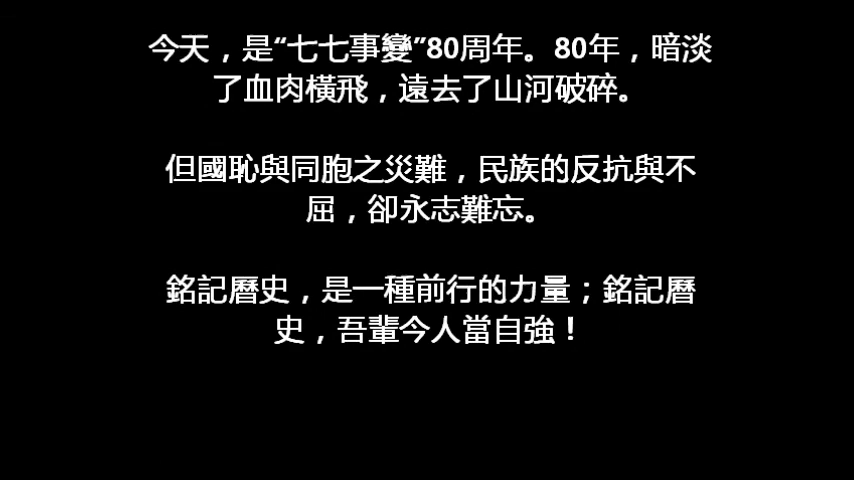 今天，是“七七事變”80周年。80年，暗淡
了血肉橫飛，遠去了山河破碎。
但國恥與同胞之災難，民族的反抗與不
屈，卻永志難忘。
銘記曆史，是一種前行的力量；銘記曆
史，吾輩今人當自強！